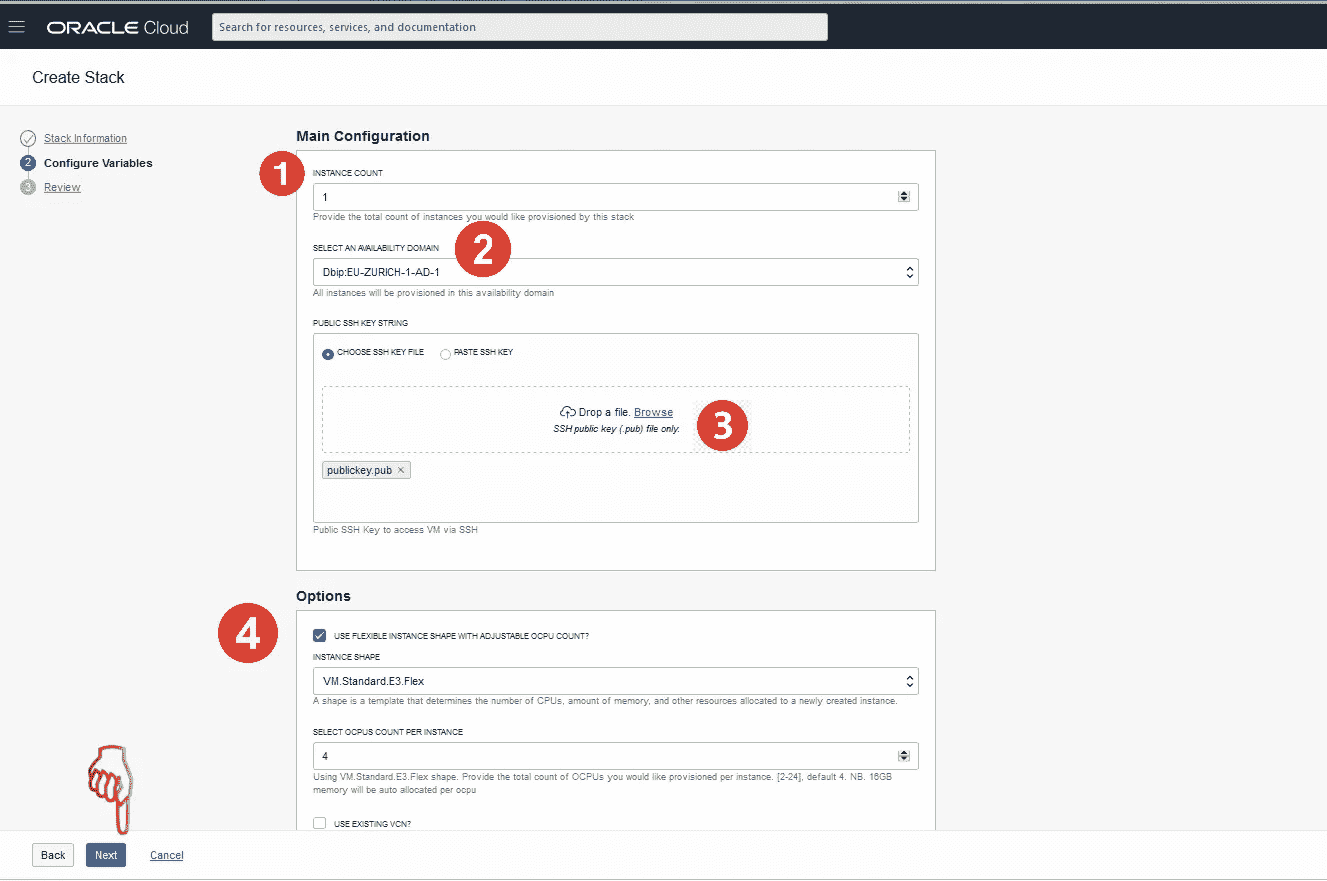 ORACLE Cloud
Search for resources, services, and documentation
Create Stack
Stack Information
2
Configure Variables
3
Review
Main Configuration
1
INSTANCE COUNT
1
Provide the total count of instances you would like provisioned by this stack
SELECT AN AVAILABILITY DOMAIN
2
Dbip:EU-ZURICH-1-AD-1
All instances will be provisioned in this availability domain
PUBLIC SSH KEY STRING
CHOOSE SSH KEY FILE
PASTE SSH KEY
Drop a file. Browse
SSH public key (.pub) file only.
3
publickey.pub ×
Public SSH Key to access VM via SSH
Options
4
USE FLEXIBLE INSTANCE SHAPE WITH ADJUSTABLE OCPU COUNT?
INSTANCE SHAPE
VM.Standard.E3.Flex
A shape is a template that determines the number of CPUs, amount of memory, and other resources allocated to a newly created instance.
SELECT OCPUS COUNT PER INSTANCE
4
Using VM.Standard.E3.Flex shape. Provide the total count of OCPUs you would like provisioned per instance. [2-24], default 4. NB. 16GB
memory will be auto allocated per ocpu
USE EXISTING VCN?
Back
Next
Cancel